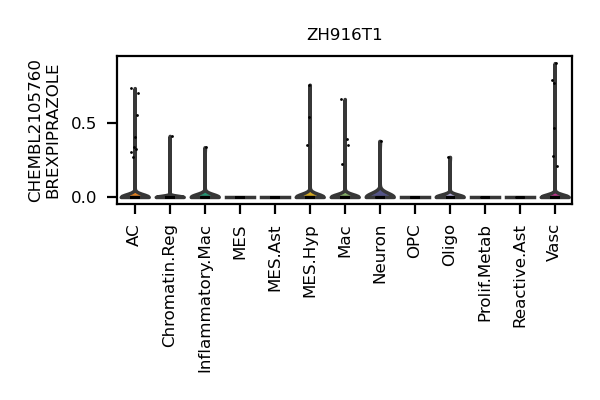 ZH916T1
CHEMBL2105760
BREXPIPRAZOLE
0.5
0.0
AC
Chromatin.Reg
Inflammatory.Mac
MES
MES.Ast
MES.Hyp
Mac
Neuron
OPC
Oligo
Prolif.Metab
Reactive.Ast
Vasc